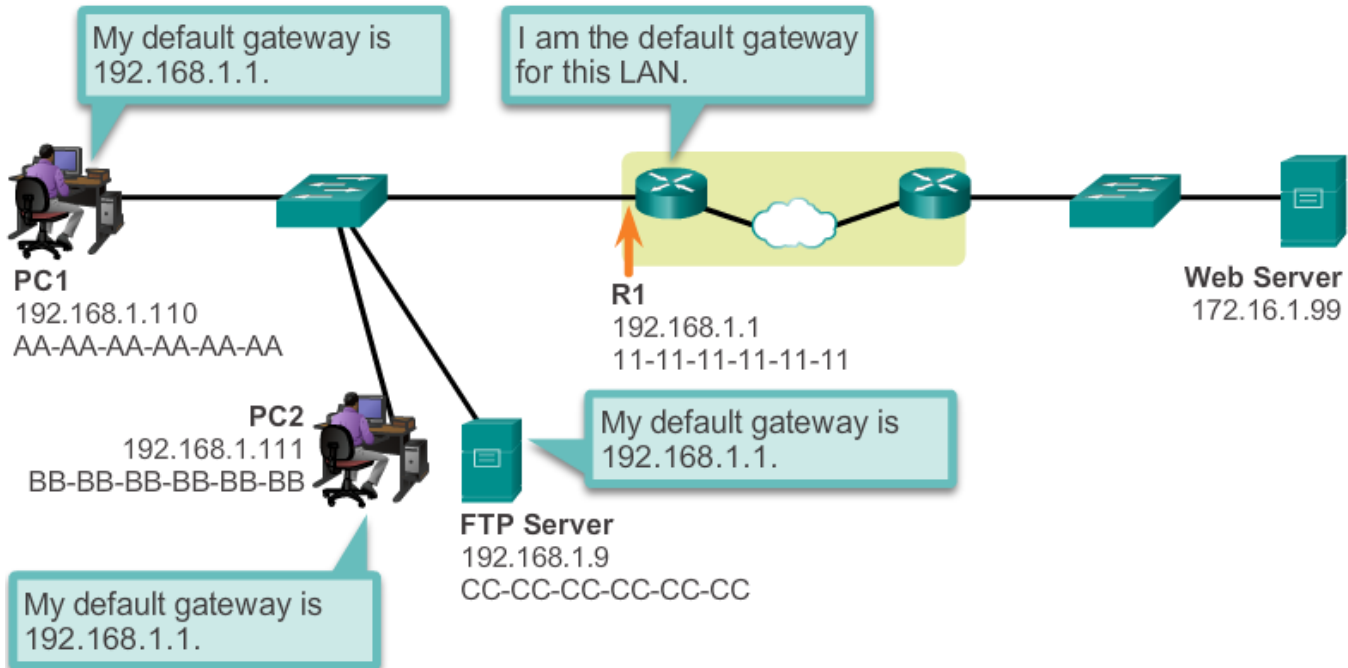 My default gateway is
192.168.1.1.
I am the default gateway
for this LAN.
PC1
192.168.1.110
AA-AA-AA-AA-AA-AA
R1
192.168.1.1
11-11-11-11-11-11
Web Server
172.16.1.99
PC2
192.168.1.111
BB-BB-BB-BB-BB-BB
My default gateway is
192.168.1.1.
FTP Server
192.168.1.9
CC-CC-CC-CC-CC-CC
My default gateway is
192.168.1.1.